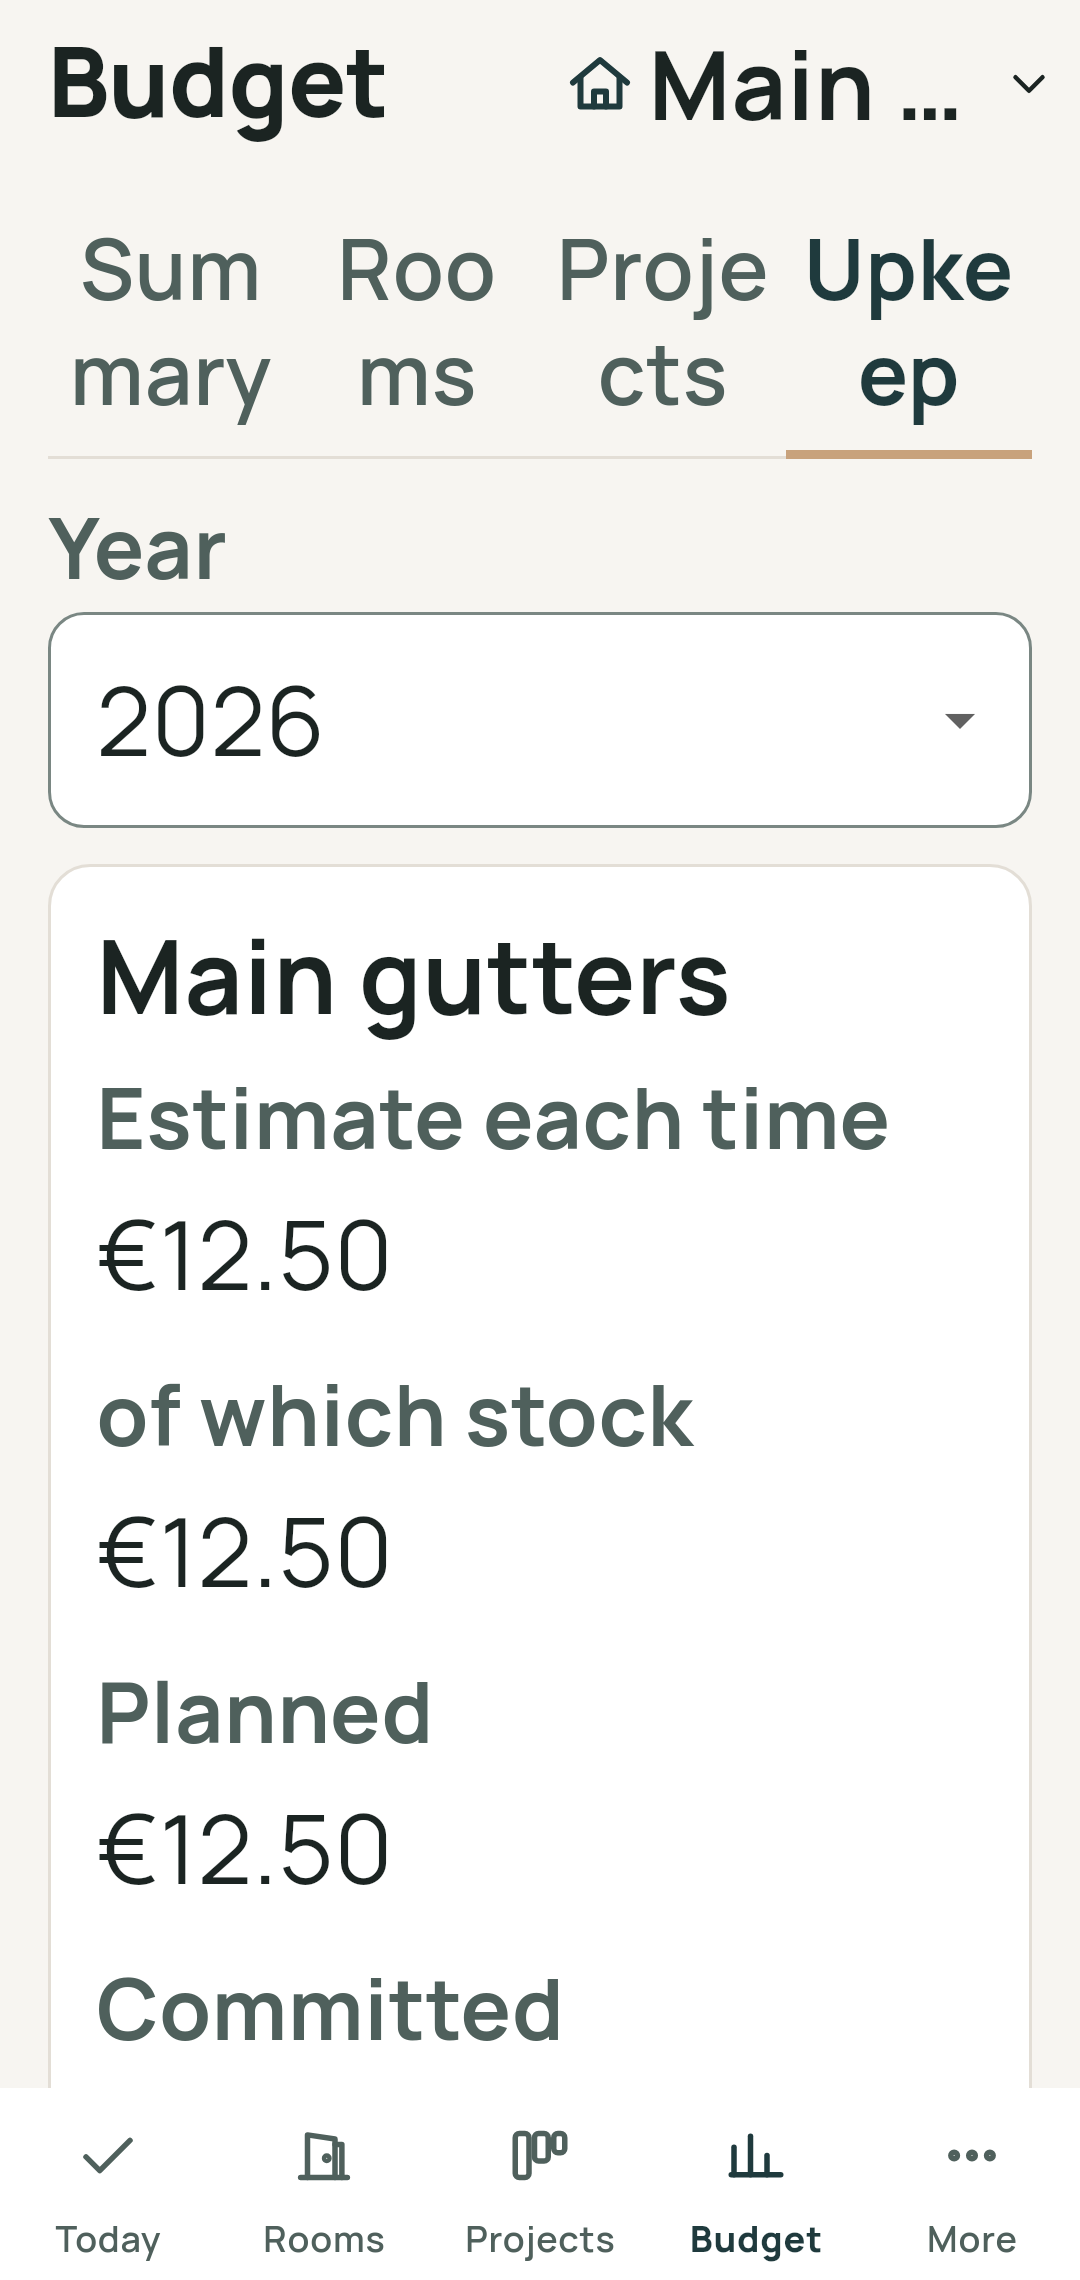 Budget
Main ...
Sum
mary
Roo
ms
Proje
cts
Upke
ep
Year
2026
Main gutters
Estimate each time
€12.50
of which stock
€12.50
Planned
€12.50
Committed
Today
Rooms
Projects
Budget
More